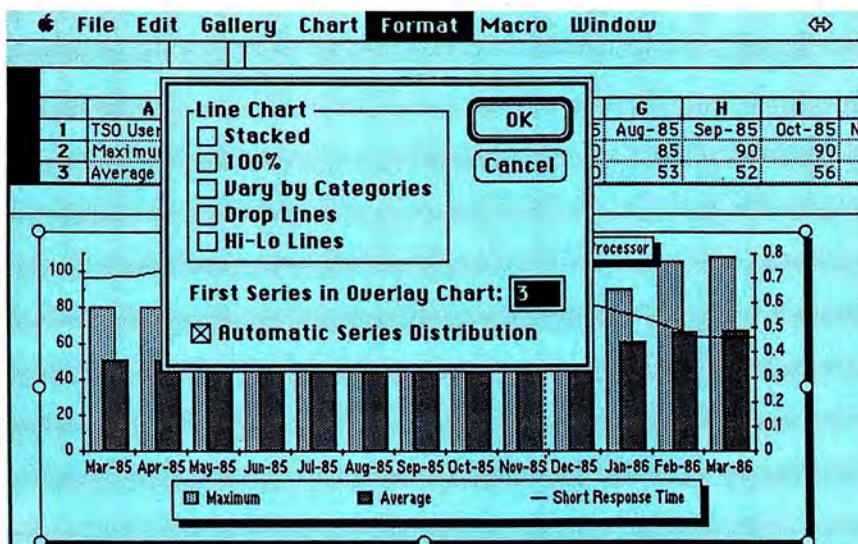 File Edit Gallery Chart Format Macro Window
A G H I
1 TSO User Aug-85 Sep-85 Oct-85
2 Maximu 85 90 90
3 Average 53 52 56
Line Chart
Stacked
100%
Vary by Categories
Drop Lines
Hi-Lo Lines
OK
Cancel
First Series in Overlay Chart: 3
Automatic Series Distribution
rocessor
100
80
60
40
20
0
0.8
0.7
0.6
0.5
0.4
0.3
0.2
0.1
0
Mar-85 Apr-85 May-85 Jun-85 Jul-85 Aug-85 Sep-85 Oct-85 Nov-85 Dec-85 Jan-86 Feb-86 Mar-86
Maximum Average Short Response Time